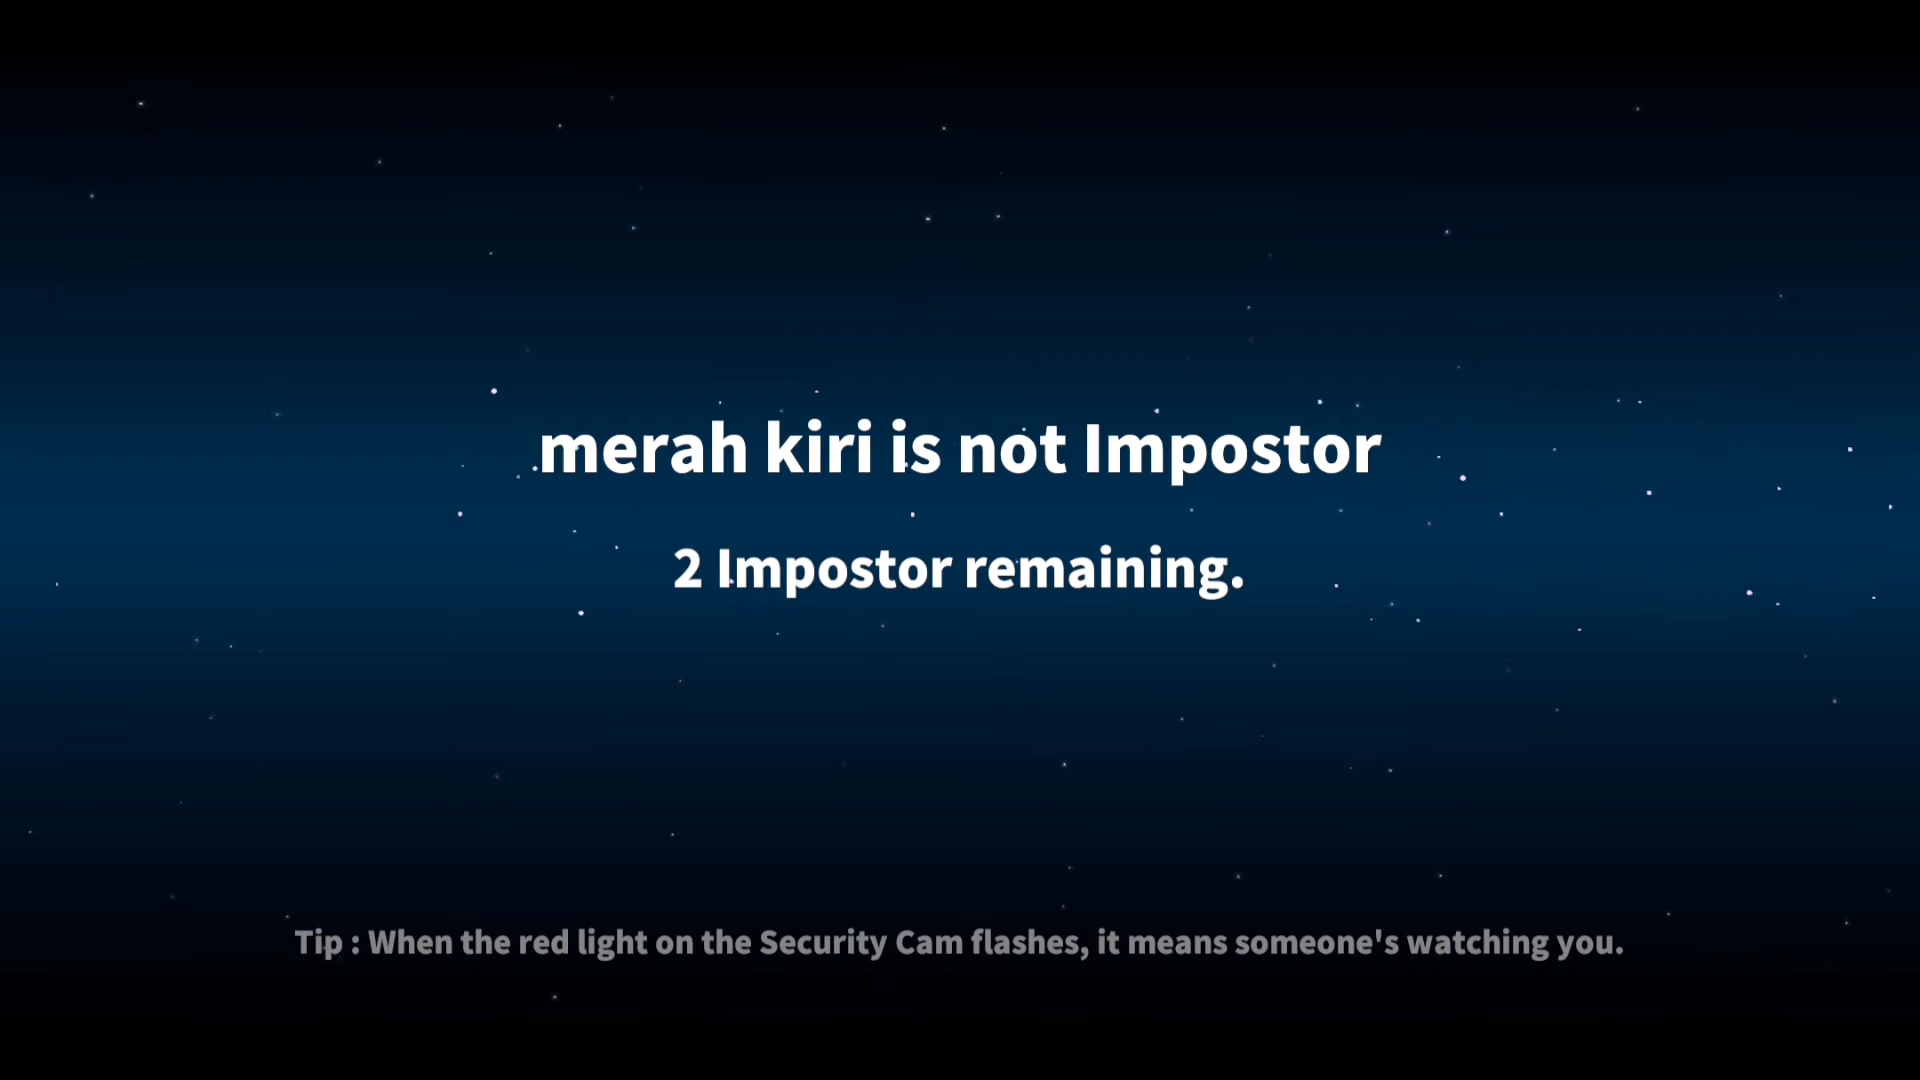 merah kiri is not Impostor
2 Impostor remaining.
Tip : When the red light on the Security Cam flashes, it means someone's watching you.